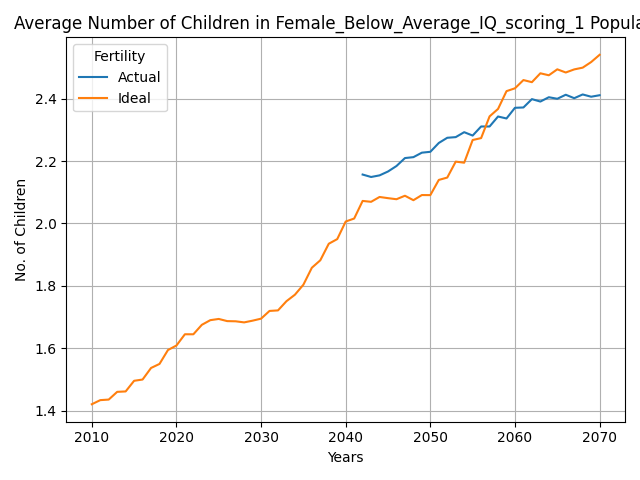 Average Number of Children in Female_Below_Average_IQ_scoring_1 Popula
Fertility
Actual
Ideal
No. of Children
2.4
2.2
2.0
1.8
1.6
1.4
2010 2020 2030 2040 2050 2060 2070
Years